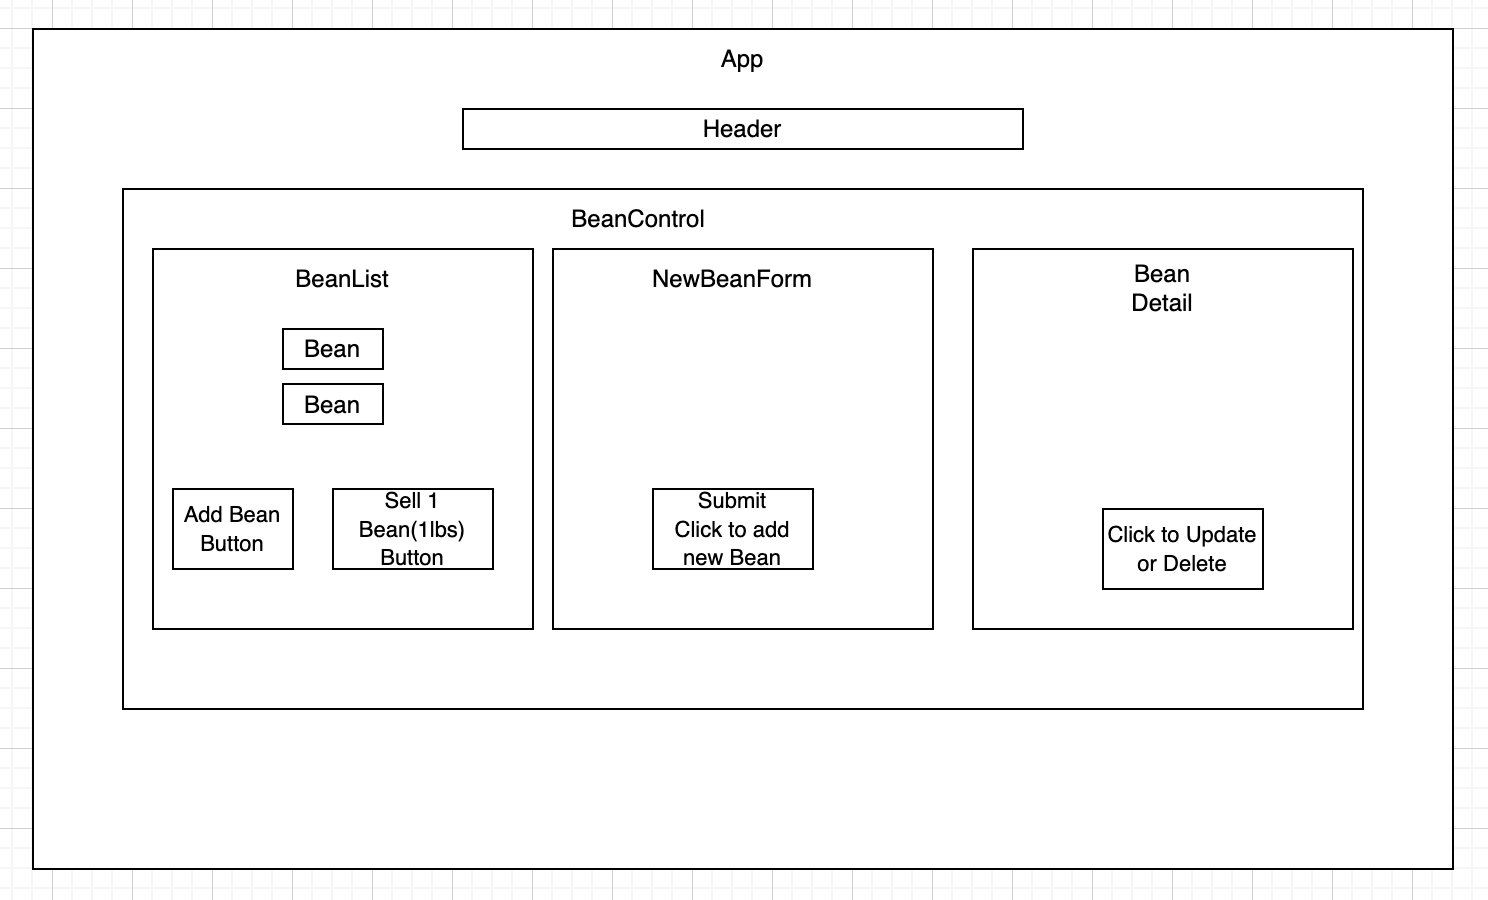 App
Header
BeanControl
BeanList
Bean
Bean
Add Bean
Button
Sell 1
Bean(1lbs)
Button
NewBeanForm
Submit
Click to add
new Bean
Bean
Detail
Click to Update
or Delete